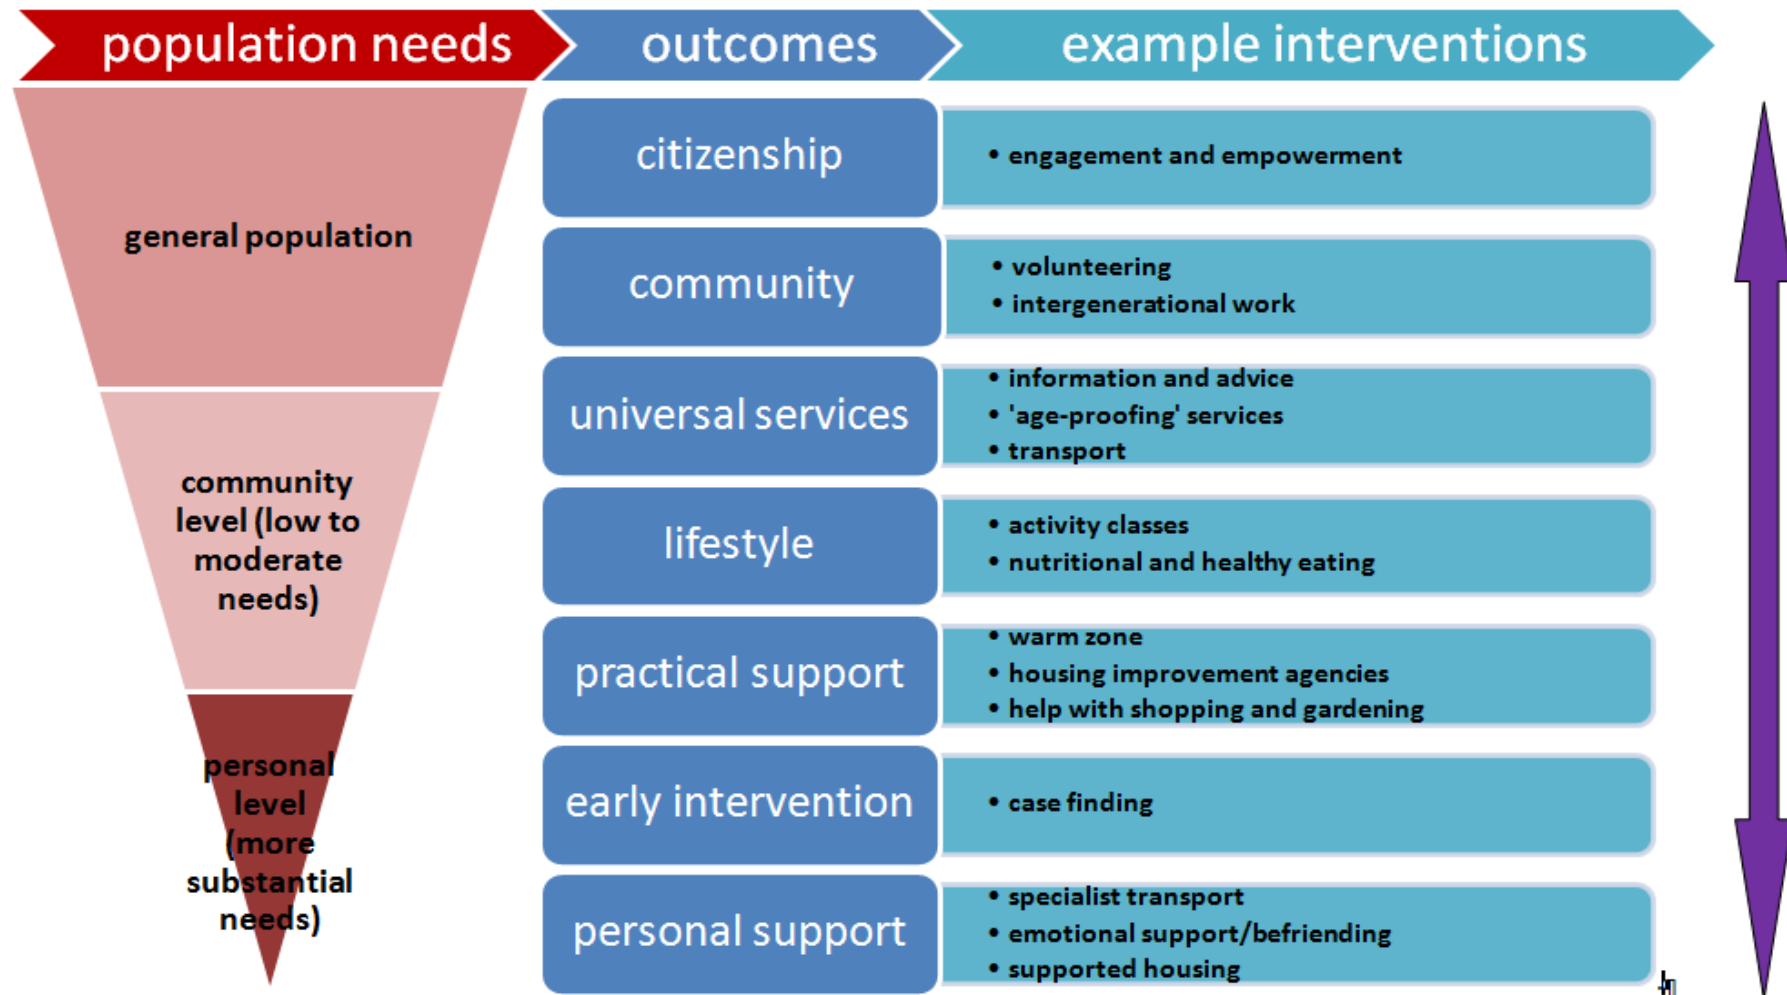 population needs
outcomes
example interventions
general population
community
level (low to
moderate
needs)
personal
level
(more
substantial
needs)
citizenship
• engagement and empowerment
community
• volunteering
• intergenerational work
universal services
• information and advice
• 'age-proofing' services
• transport
lifestyle
• activity classes
• nutritional and healthy eating
practical support
• warm zone
• housing improvement agencies
• help with shopping and gardening
early intervention
• case finding
personal support
• specialist transport
• emotional support/befriending
• supported housing